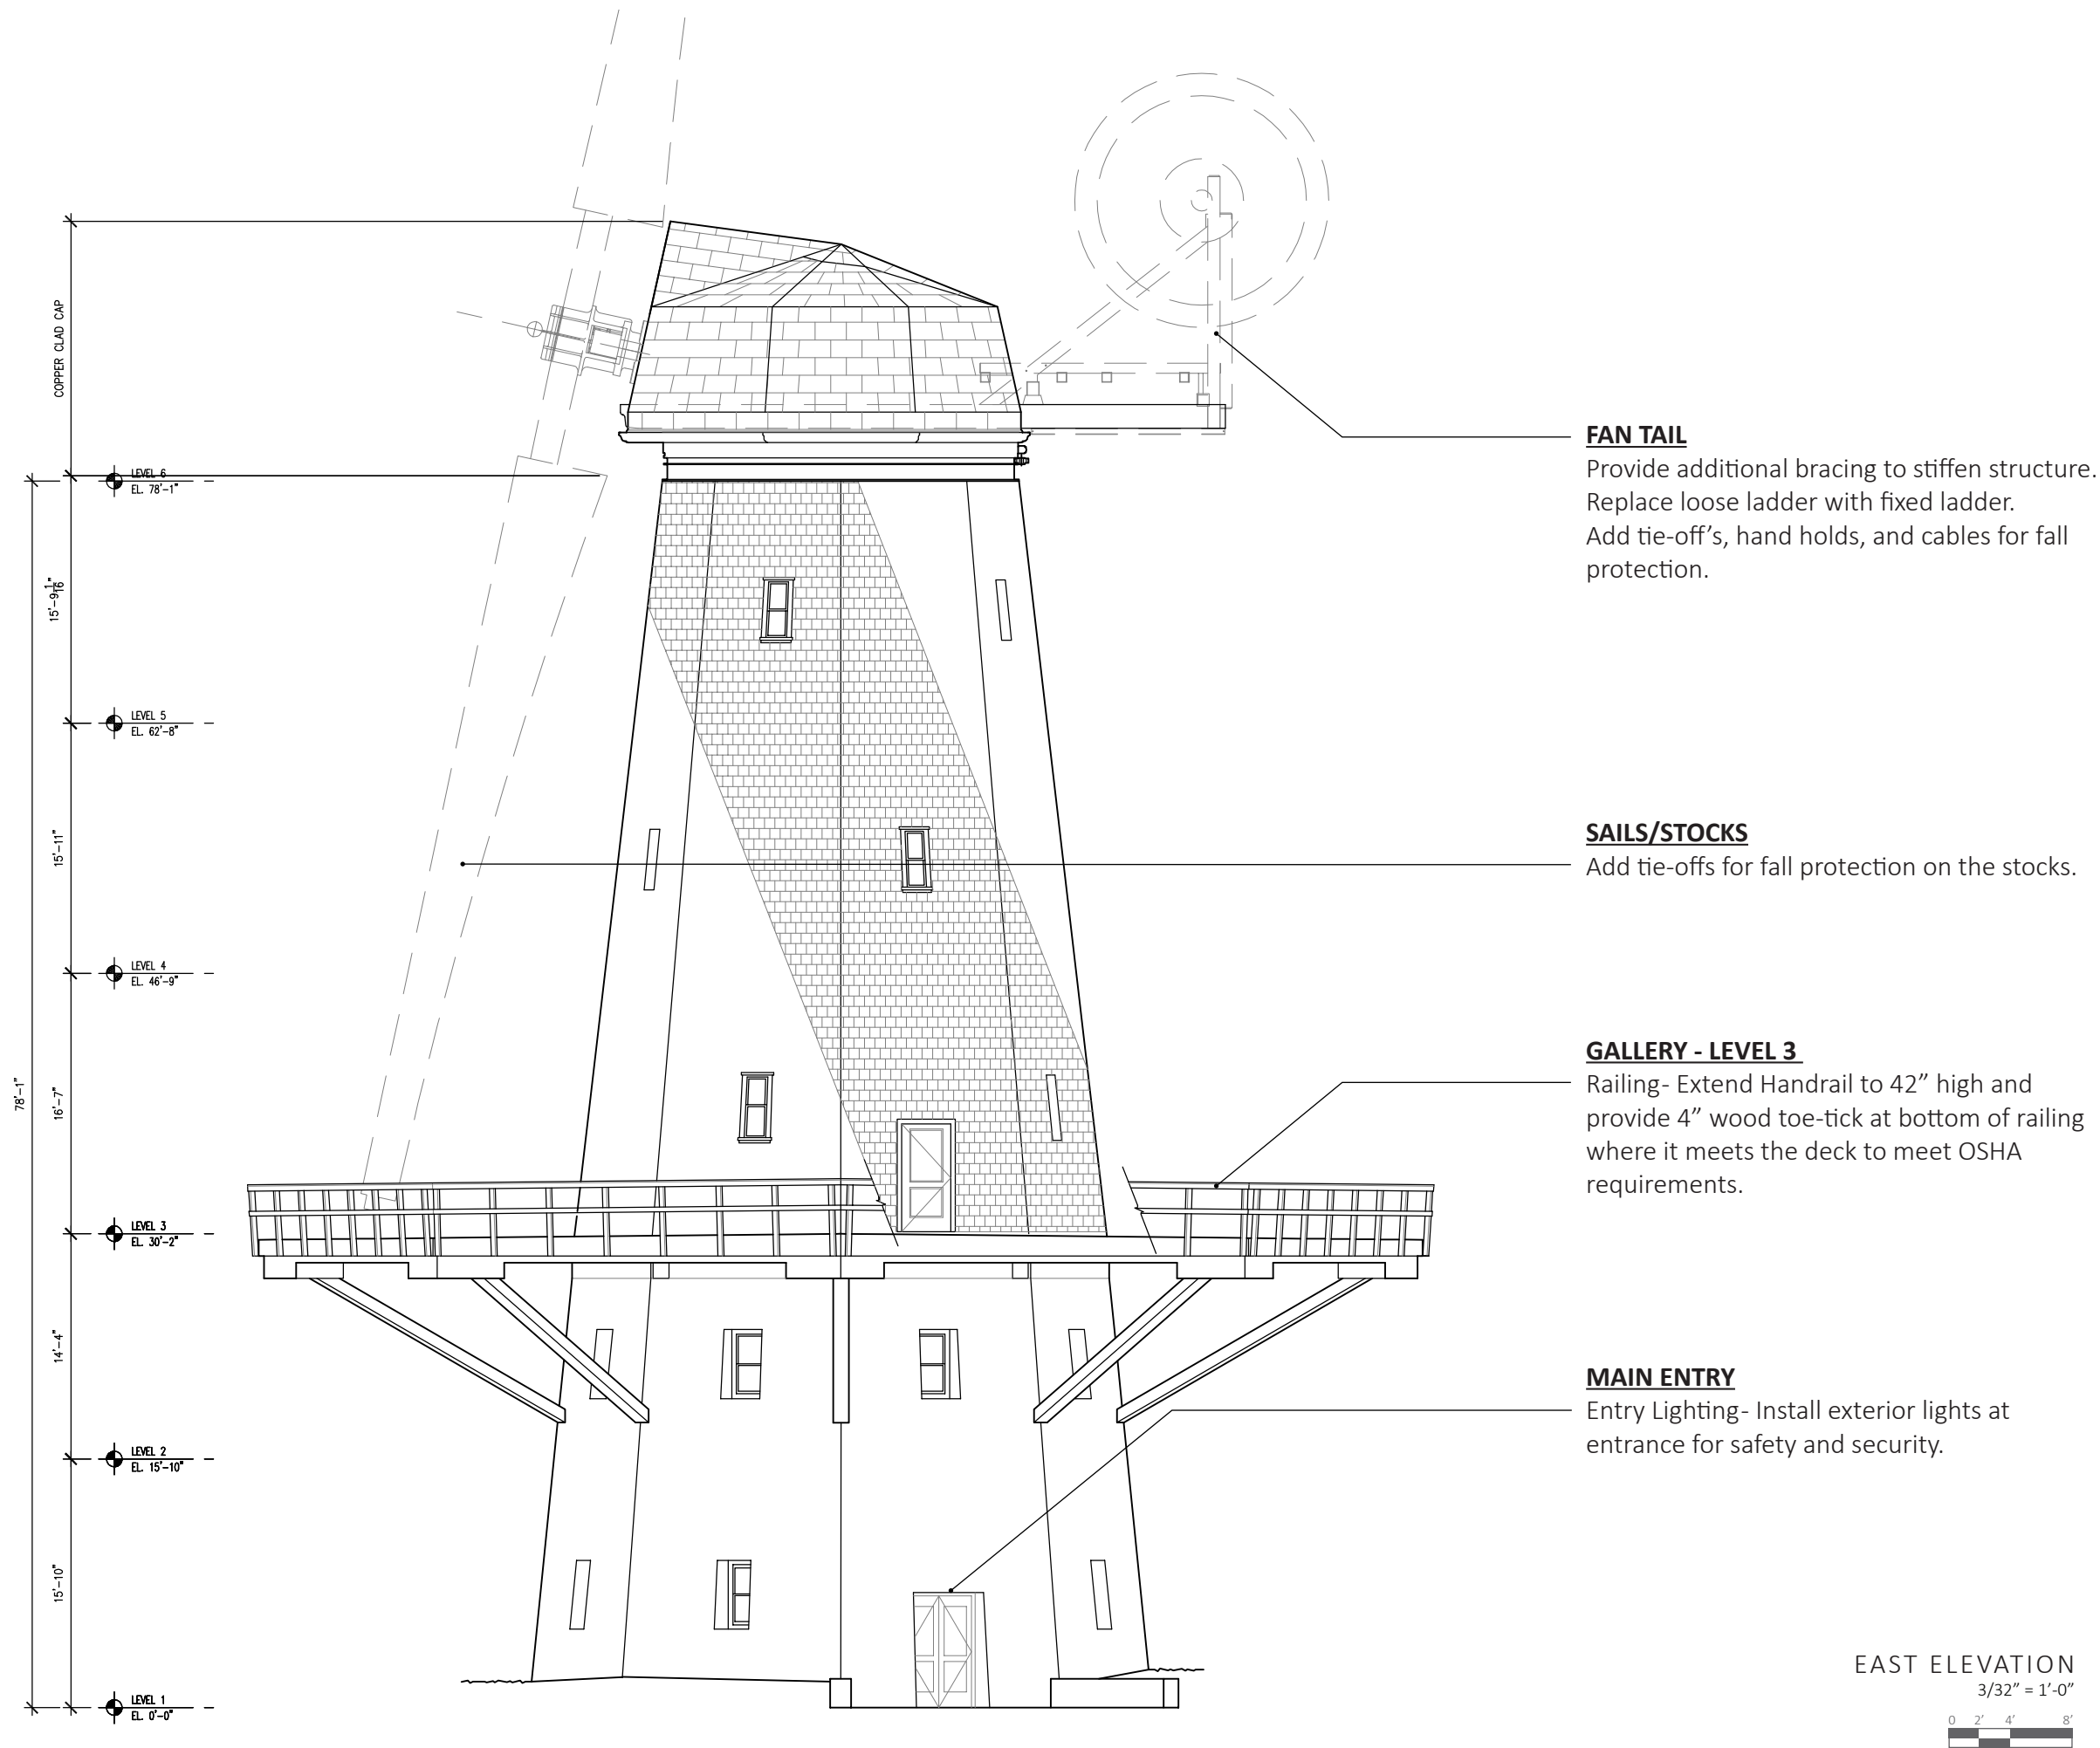 COPPER CLAD CAP
LEVEL 6
EL. 78'-1"
15'-9 1/16"
LEVEL 5
EL. 62'-8"
15'-11"
LEVEL 4
EL. 46'-9"
16'-7"
78'-1"
LEVEL 3
EL. 30'-2"
14'-4"
LEVEL 2
EL. 15'-10"
15'-10"
LEVEL 1
EL. 0'-0"
FAN TAIL
Provide additional bracing to stiffen structure.
Replace loose ladder with fixed ladder.
Add tie-off’s, hand holds, and cables for fall
protection.
SAILS/STOCKS
Add tie-offs for fall protection on the stocks.
GALLERY - LEVEL 3
Railing- Extend Handrail to 42” high and
provide 4” wood toe-tick at bottom of railing
where it meets the deck to meet OSHA
requirements.
MAIN ENTRY
Entry Lighting- Install exterior lights at
entrance for safety and security.
EAST ELEVATION
3/32” = 1’-0”
0 2’ 4’ 8’